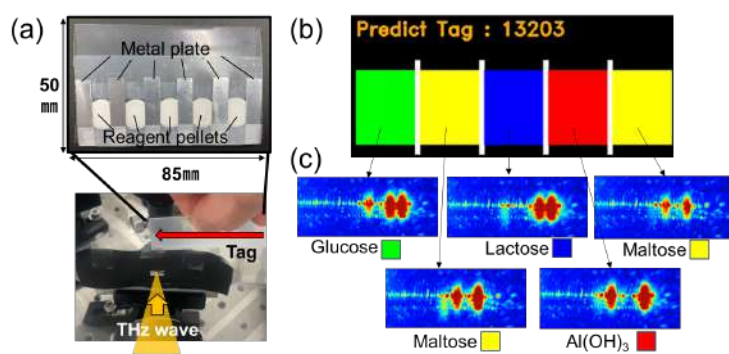 (a)
Metal plate
50
mm
Reagent pellets
85mm
Tag
THz wave
(b)
Predict Tag : 13203
(c)
Glucose
Lactose
Maltose
Maltose
Al(OH)₃